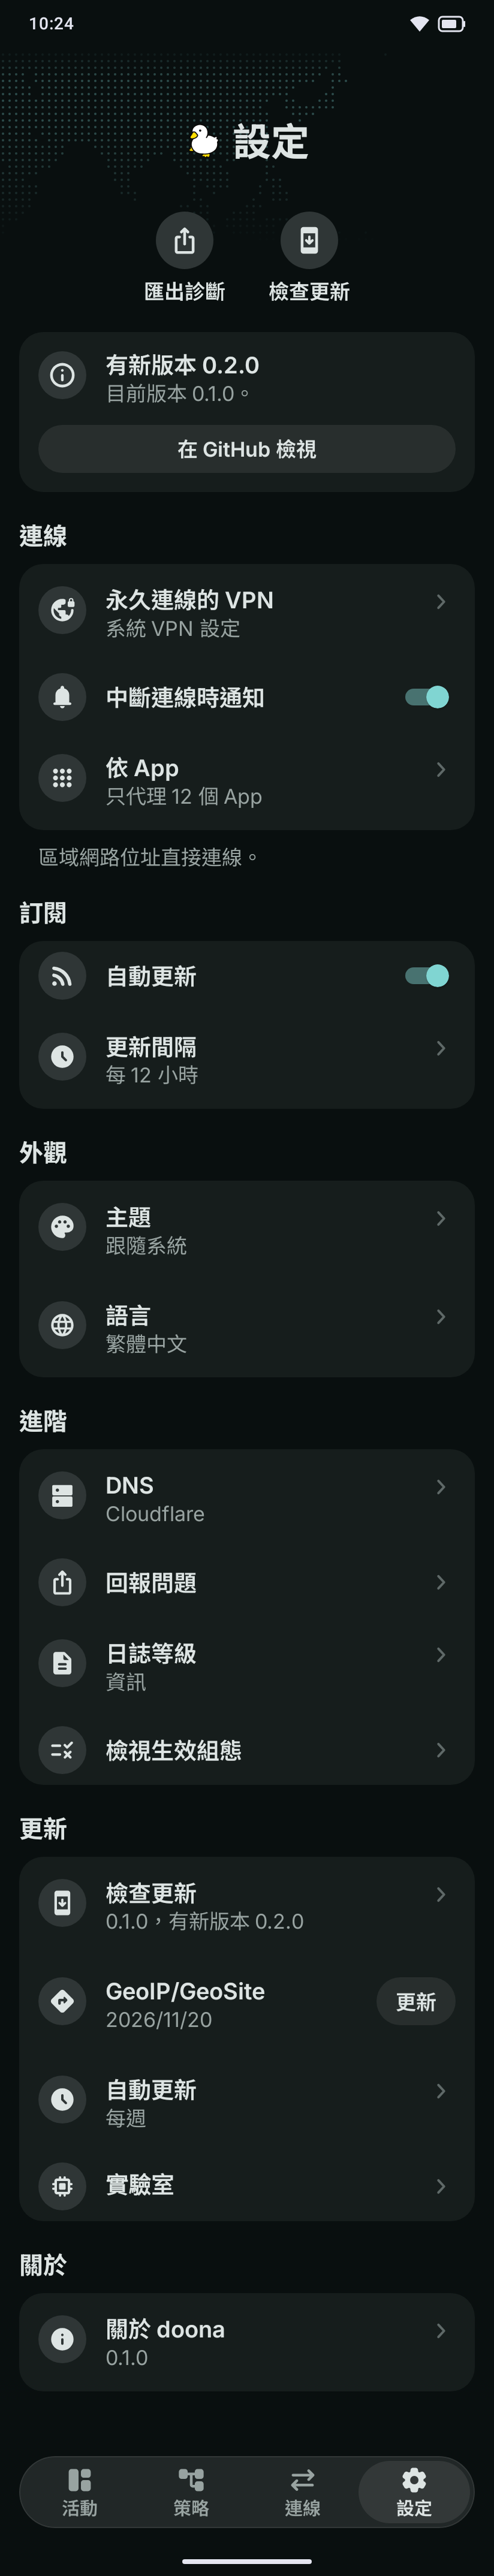 10:24
設定
匯出診斷
檢查更新
有新版本 0.2.0
目前版本 0.1.0。
在 GitHub 檢視
連線
永久連線的 VPN
系統 VPN 設定
中斷連線時通知
依 App
只代理 12 個 App
區域網路位址直接連線。
訂閱
自動更新
更新間隔
每 12 小時
外觀
主題
跟隨系統
語言
繁體中文
進階
DNS
Cloudflare
回報問題
日誌等級
資訊
檢視生效組態
更新
檢查更新
0.1.0，有新版本 0.2.0
GeoIP/GeoSite
2026/11/20
更新
自動更新
每週
實驗室
關於
關於 doona
0.1.0
活動
策略
連線
設定